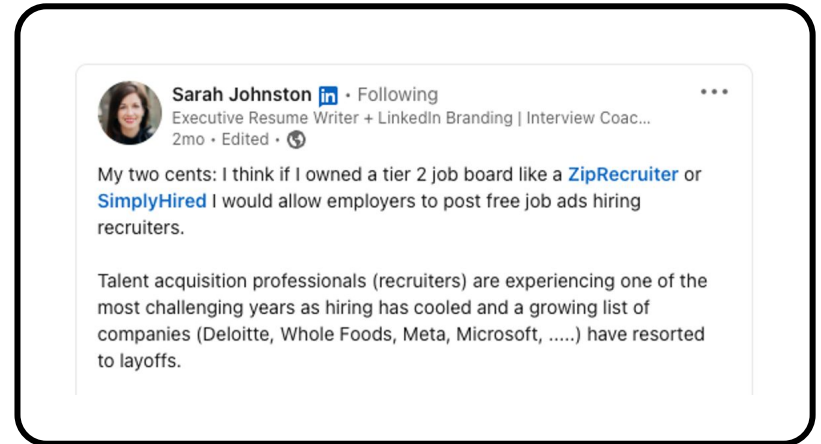 Sarah Johnston in • Following
Executive Resume Writer + LinkedIn Branding | Interview Coac...
2mo • Edited •
My two cents: I think if I owned a tier 2 job board like a ZipRecruiter or
SimplyHired I would allow employers to post free job ads hiring
recruiters.
Talent acquisition professionals (recruiters) are experiencing one of the
most challenging years as hiring has cooled and a growing list of
companies (Deloitte, Whole Foods, Meta, Microsoft, .....) have resorted
to layoffs.